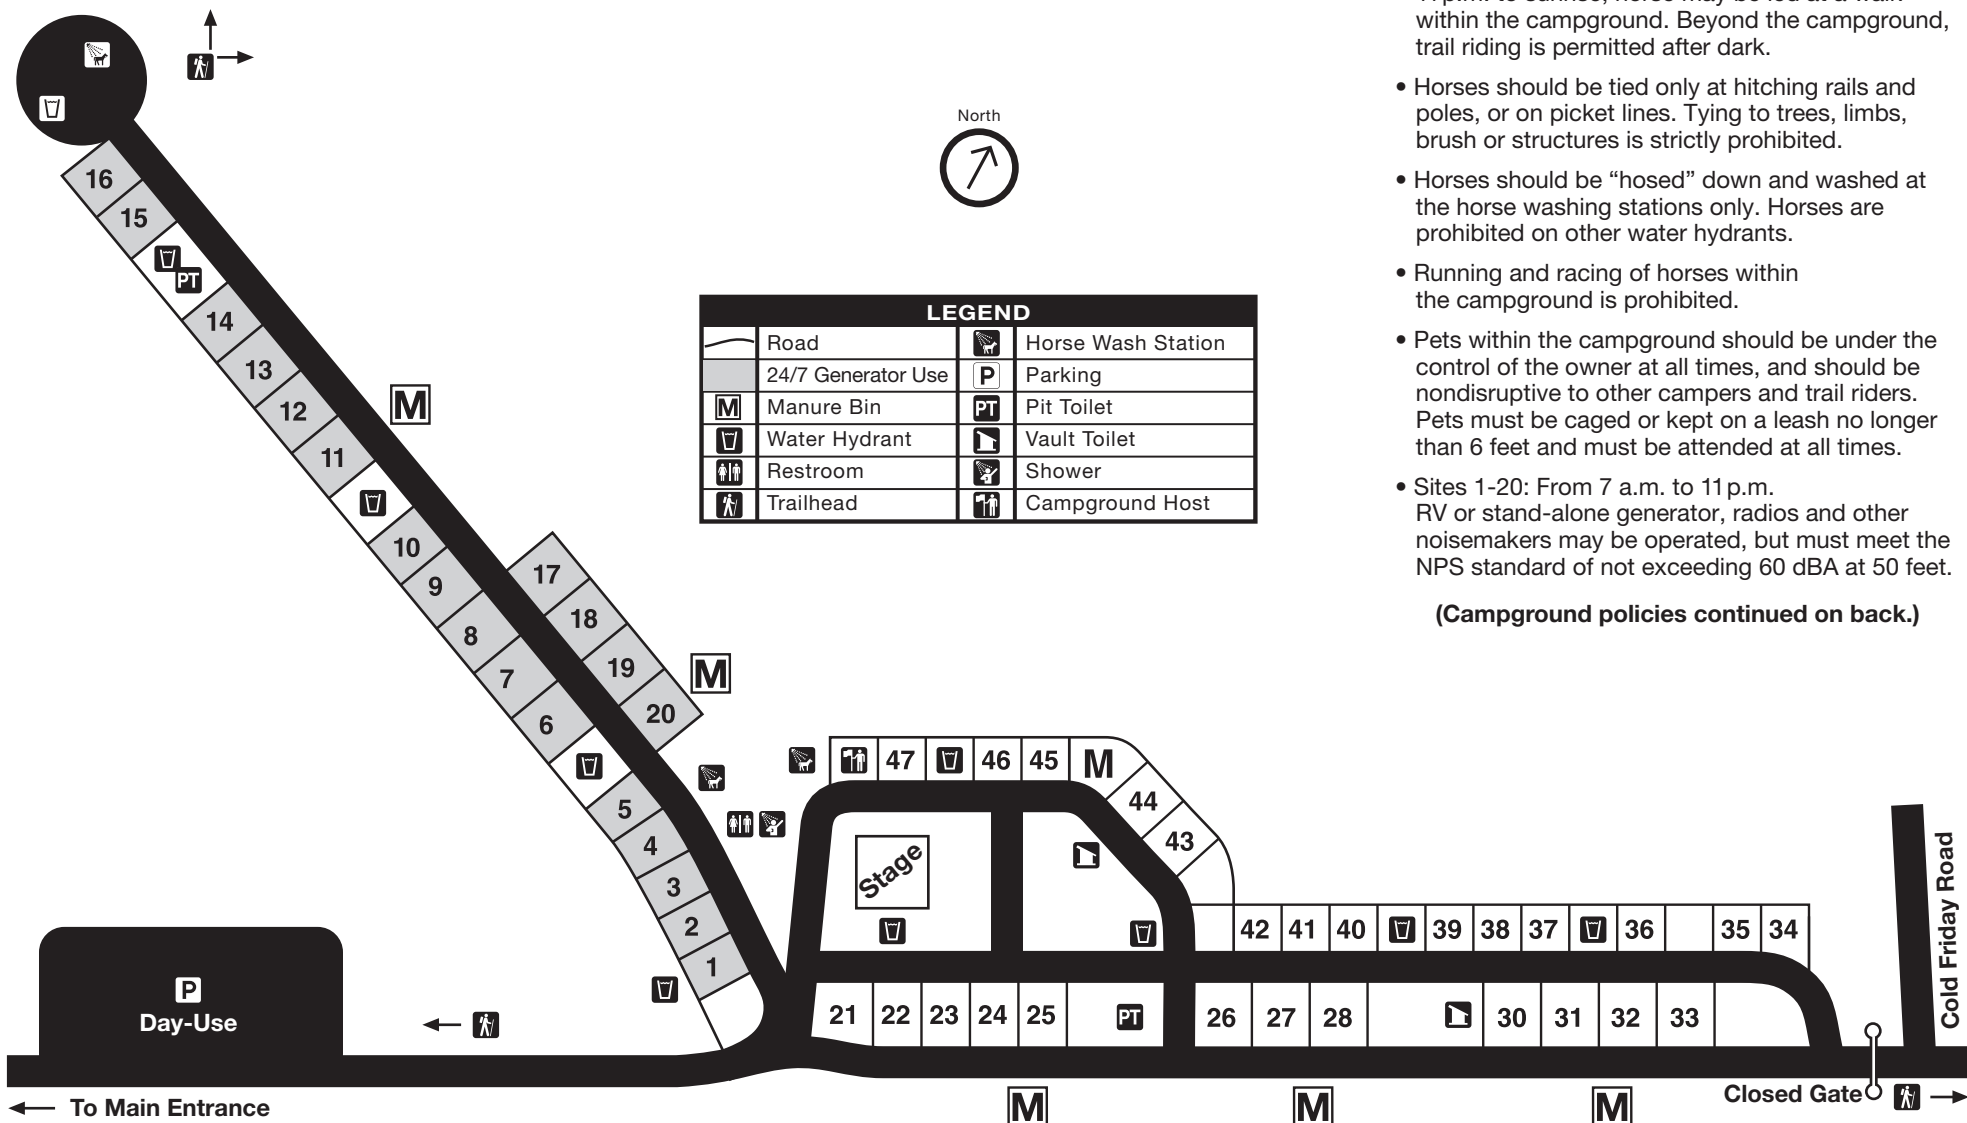 within the campground. Beyond the campground,
trail riding is permitted after dark.
• Horses should be tied only at hitching rails and
poles, or on picket lines. Tying to trees, limbs,
brush or structures is strictly prohibited.
• Horses should be “hosed” down and washed at
the horse washing stations only. Horses are
prohibited on other water hydrants.
• Running and racing of horses within
the campground is prohibited.
• Pets within the campground should be under the
control of the owner at all times, and should be
nondisruptive to other campers and trail riders.
Pets must be caged or kept on a leash no longer
than 6 feet and must be attended at all times.
• Sites 1-20: From 7 a.m. to 11p.m.
RV or stand-alone generator, radios and other
noisemakers may be operated, but must meet the
NPS standard of not exceeding 60 dBA at 50 feet.
(Campground policies continued on back.)
North
LEGEND
Road
Horse Wash Station
24/7 Generator Use
P
Parking
M
Manure Bin
PT
Pit Toilet
Water Hydrant
Vault Toilet
Restroom
Shower
Trailhead
Campground Host
16
15
PT
14
13
12
M
11
10
9
8
7
6
17
18
19
20
M
5
4
3
2
1
47
46
45
M
44
43
Stage
42
41
40
39
38
37
36
35
34
21
22
23
24
25
PT
26
27
28
30
31
32
33
P
Day-Use
Cold Friday Road
To Main Entrance
M
M
M
Closed Gate